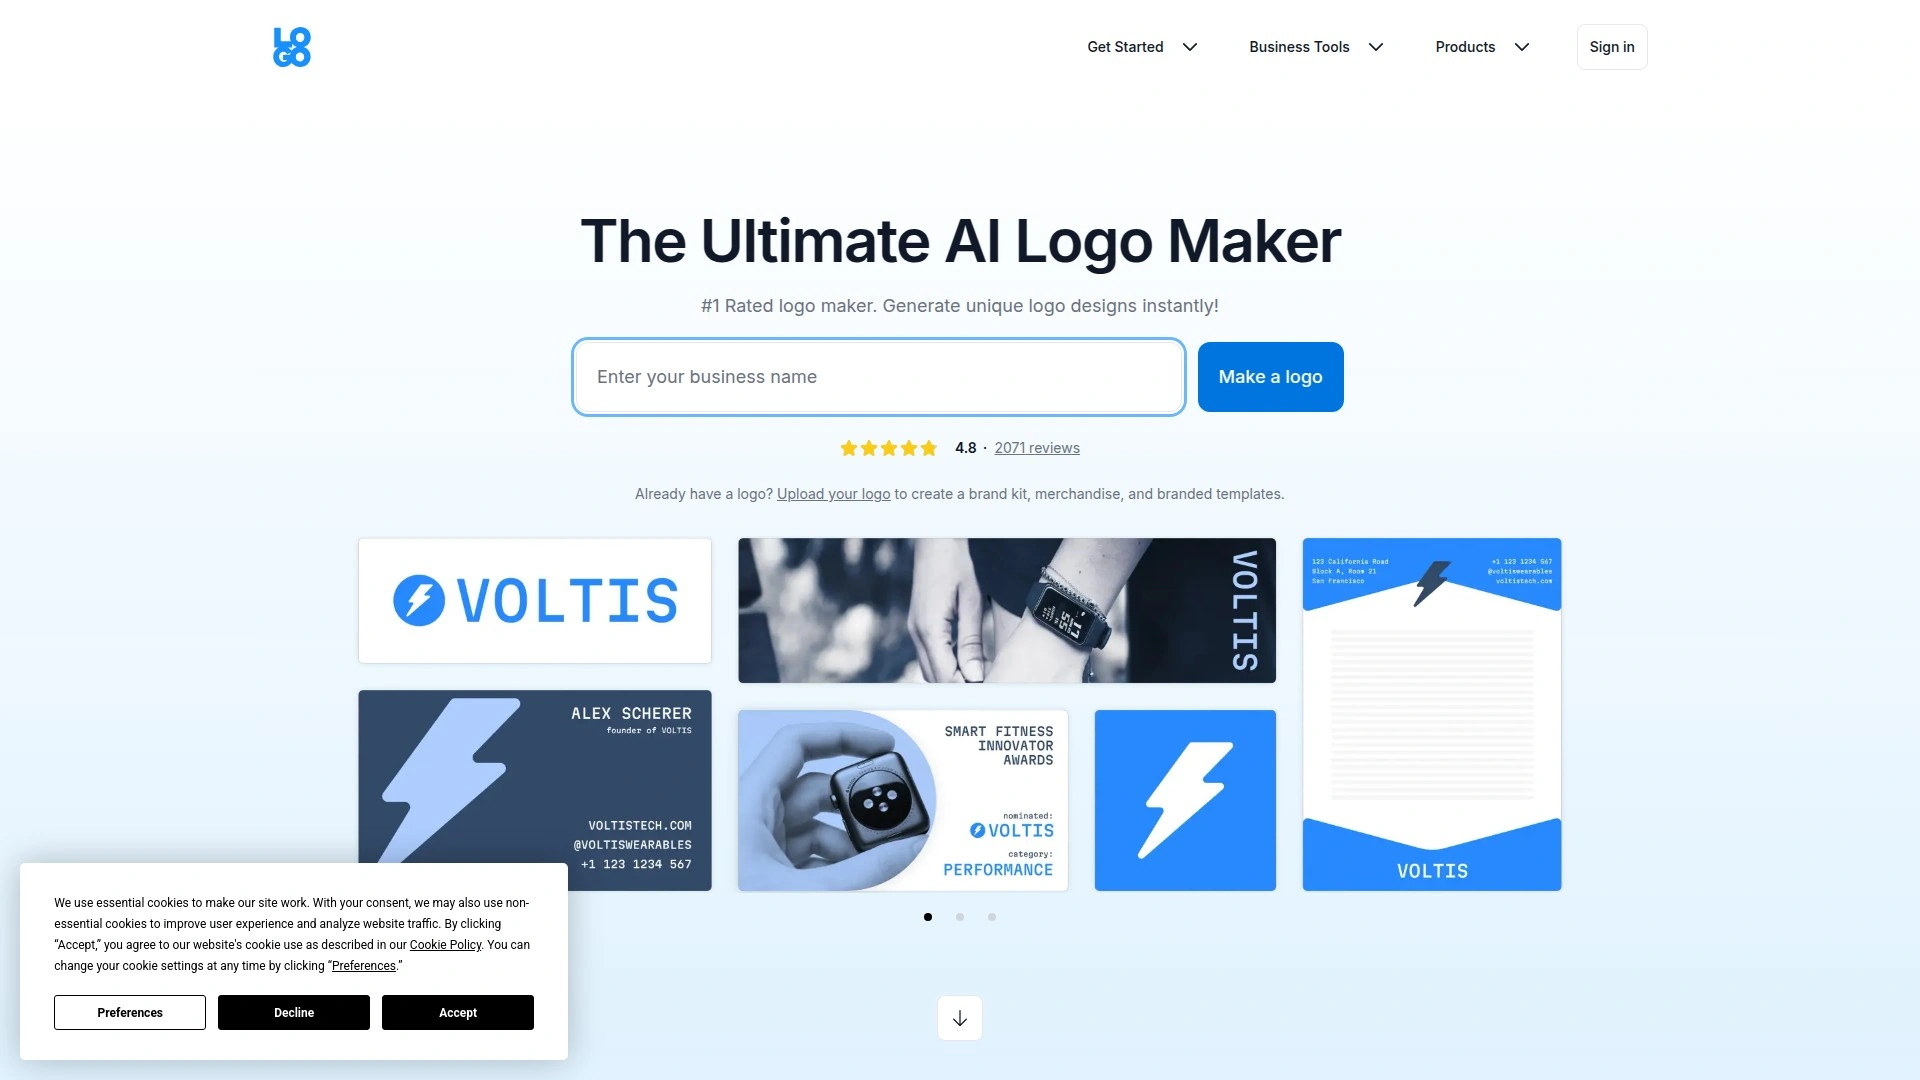 LO
GO
Get Started
Business Tools
Products
Sign in
The Ultimate AI Logo Maker
#1 Rated logo maker. Generate unique logo designs instantly!
Enter your business name
Make a logo
4.8 · 2071 reviews
Already have a logo? Upload your logo to create a brand kit, merchandise, and branded templates.
VOLTIS
VOLTIS
123 California Road
Block A, Room 21
San Francisco
+1 123 1234 567
@voltiswearables
voltistech.com
VOLTIS
ALEX SCHERER
founder of VOLTIS
VOLTISTECH.COM
@VOLTISWEARABLES
+1 123 1234 567
SMART FITNESS
INNOVATOR
AWARDS
nominated:
VOLTIS
category:
PERFORMANCE
We use essential cookies to make our site work. With your consent, we may also use non-
essential cookies to improve user experience and analyze website traffic. By clicking
“Accept,” you agree to our website's cookie use as described in our Cookie Policy. You can
change your cookie settings at any time by clicking “Preferences.”
Preferences
Decline
Accept